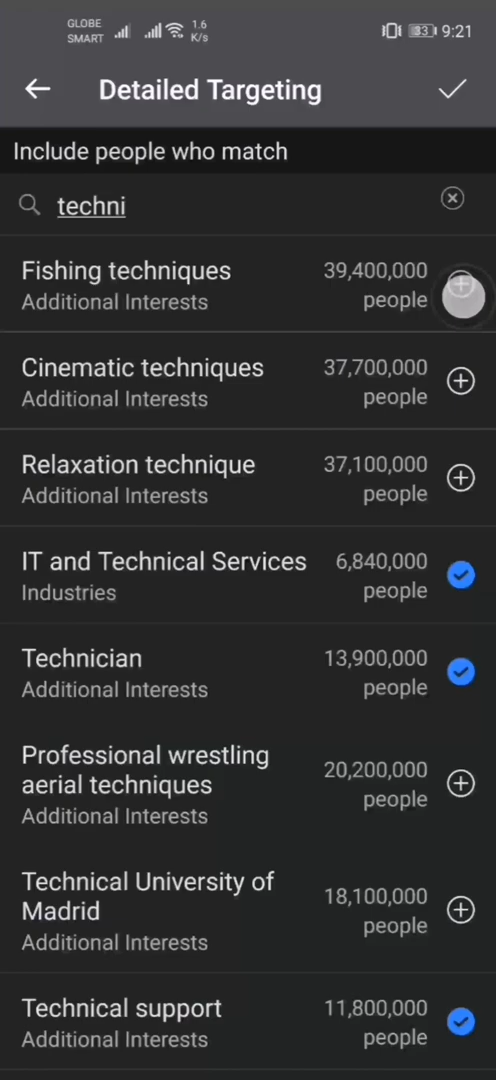 GLOBE
SMART
1.6
K/s
33
9:21
Detailed Targeting
Include people who match
techni
Fishing techniques
39,400,000
people
Additional Interests
Cinematic techniques
37,700,000
people
Additional Interests
Relaxation technique
37,100,000
people
Additional Interests
IT and Technical Services
6,840,000
people
Industries
Technician
13,900,000
people
Additional Interests
Professional wrestling
aerial techniques
20,200,000
people
Additional Interests
Technical University of
Madrid
18,100,000
people
Additional Interests
Technical support
11,800,000
people
Additional Interests